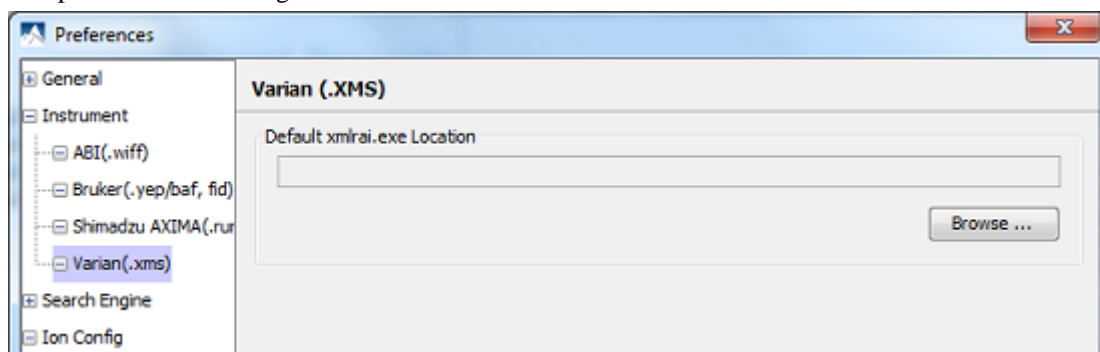 Preferences
General
Instrument
ABI(.wiff)
Bruker(.yep/baf, fid)
Shimadzu AXIMA(.rur
Varian(.xms)
Search Engine
Ion Config
Varian (.XMS)
Default xmlrai.exe Location
Browse ...